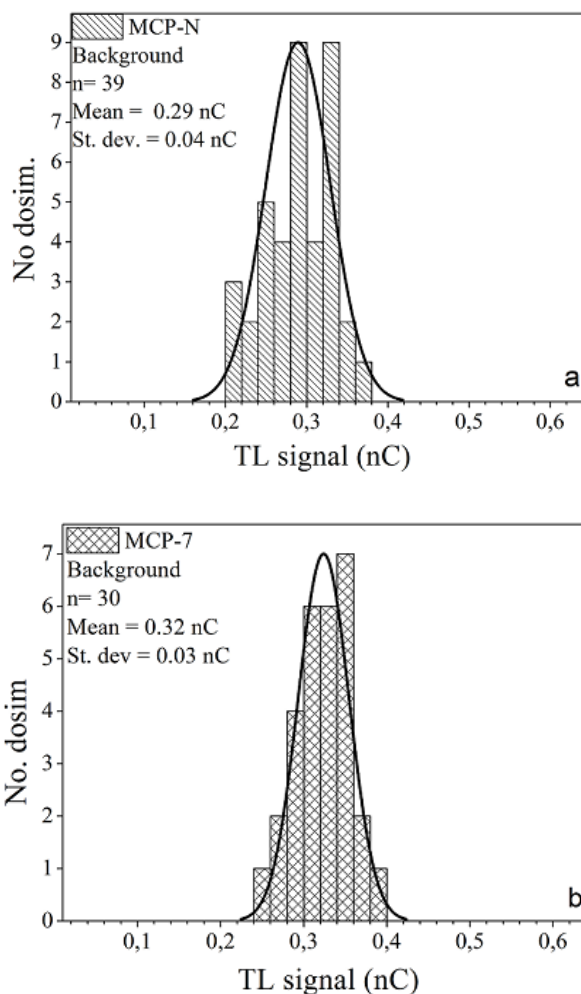 MCP-N
Background
n= 39
Mean = 0.29 nC
St. dev. = 0.04 nC
No dosim.
9
8
7
6
5
4
3
2
1
0
a
0,1 0,2 0,3 0,4 0,5 0,6
TL signal (nC)
MCP-7
Background
n= 30
Mean = 0.32 nC
St. dev = 0.03 nC
No. dosim
7
6
5
4
3
2
1
0
b
0,1 0,2 0,3 0,4 0,5 0,6
TL signal (nC)